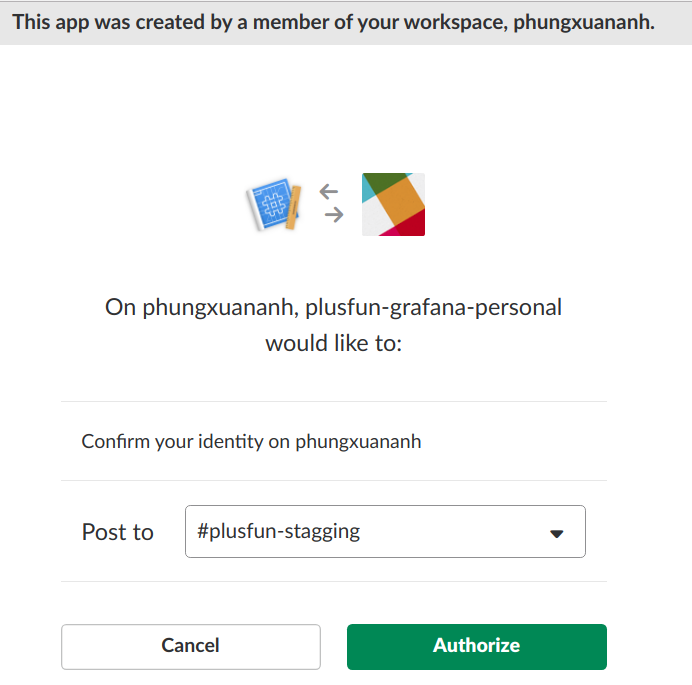 This app was created by a member of your workspace, phungxuananh.
On phungxuananh, plusfun-grafana-personal
would like to:
Confirm your identity on phungxuananh
Post to
#plusfun-stagging
Cancel
Authorize